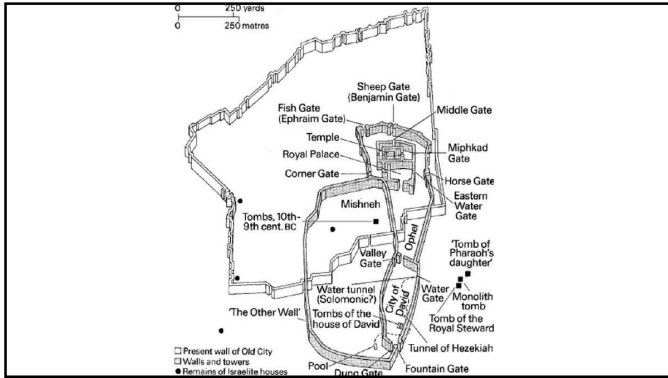 0 250 yards
0 250 metres
Sheep Gate
(Benjamin Gate)
Middle Gate
Fish Gate
(Ephraim Gate)
Temple
Miphkad
Gate
Royal Palace
Corner Gate
Horse Gate
Eastern
Water
Gate
Mishneh
Tombs, 10th-
9th cent. BC
Ophel
Valley
Gate
'Tomb of
Pharaoh's
daughter'
Water tunnel
(Solomonic?)
Water
Gate
Monolith
tomb
City of
David
'The Other Wall'
Tombs of the
house of David
Tomb of the
Royal Steward
Tunnel of Hezekiah
Present wall of Old City
Walls and towers
Remains of Israelite houses
Pool
Dung Gate
Fountain Gate